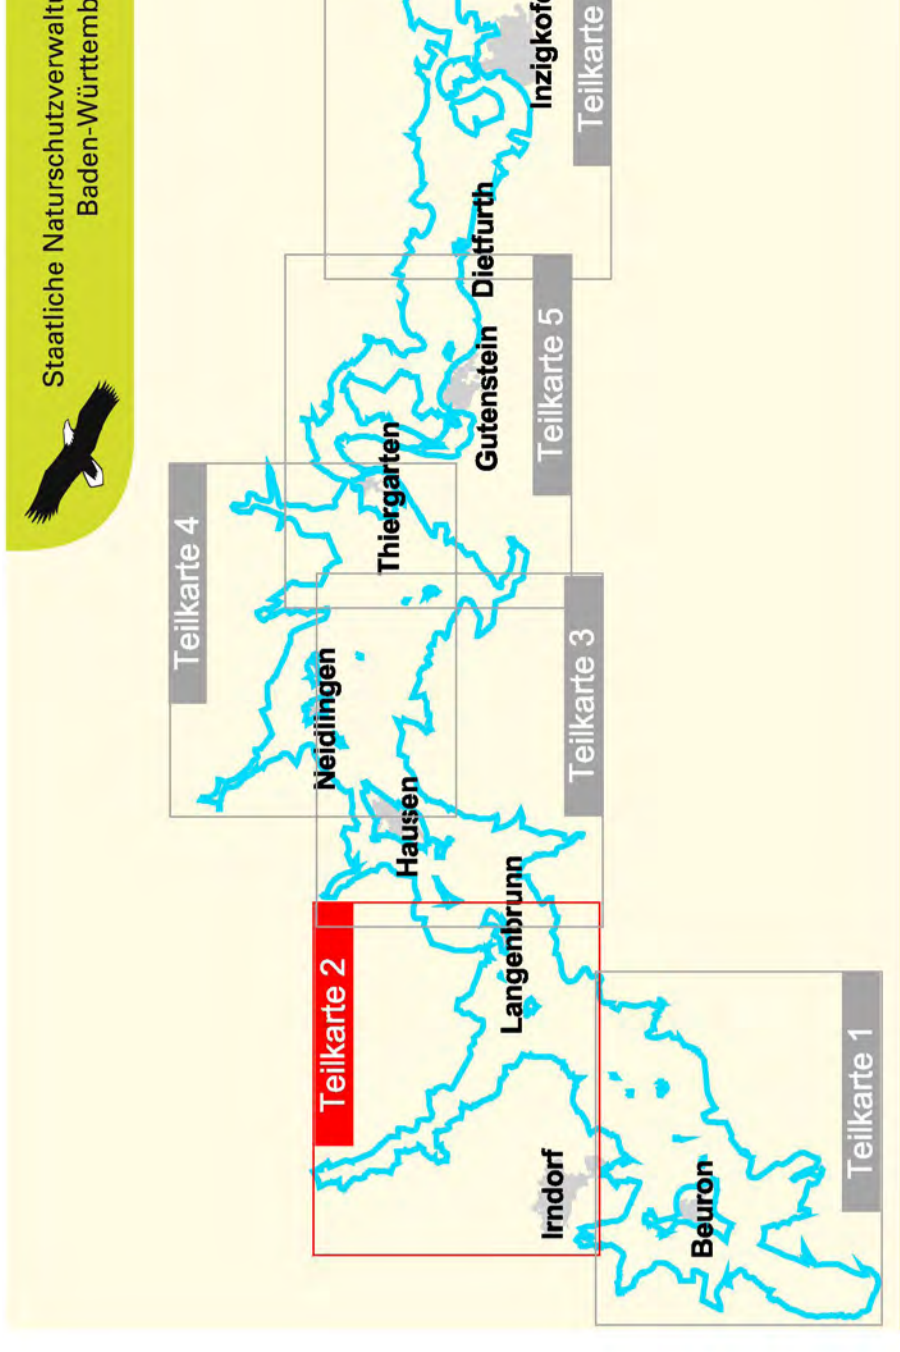 Staatliche Naturschutzverwaltu
Baden-Württemb
Teilkarte 4
Teilkarte 2
Neidlingen
Thiergarten
Hausen
Gutenstein
Dietfurth
Langenbrunn
Inzigkofe
Irndorf
Teilkarte 5
Teilkarte 3
Teilkarte
Beuron
Teilkarte 1